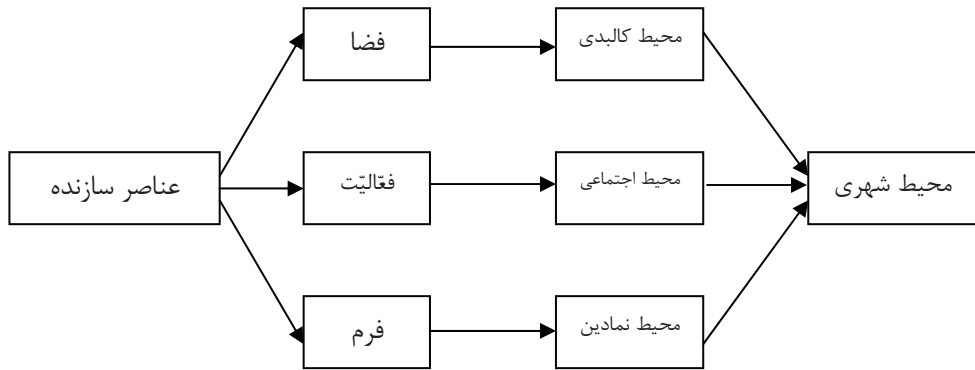 عناصر سازنده
فضا
فعّالیّت
فرم
محیط کالبدی
محیط اجتماعی
محیط نمادین
محیط شهری